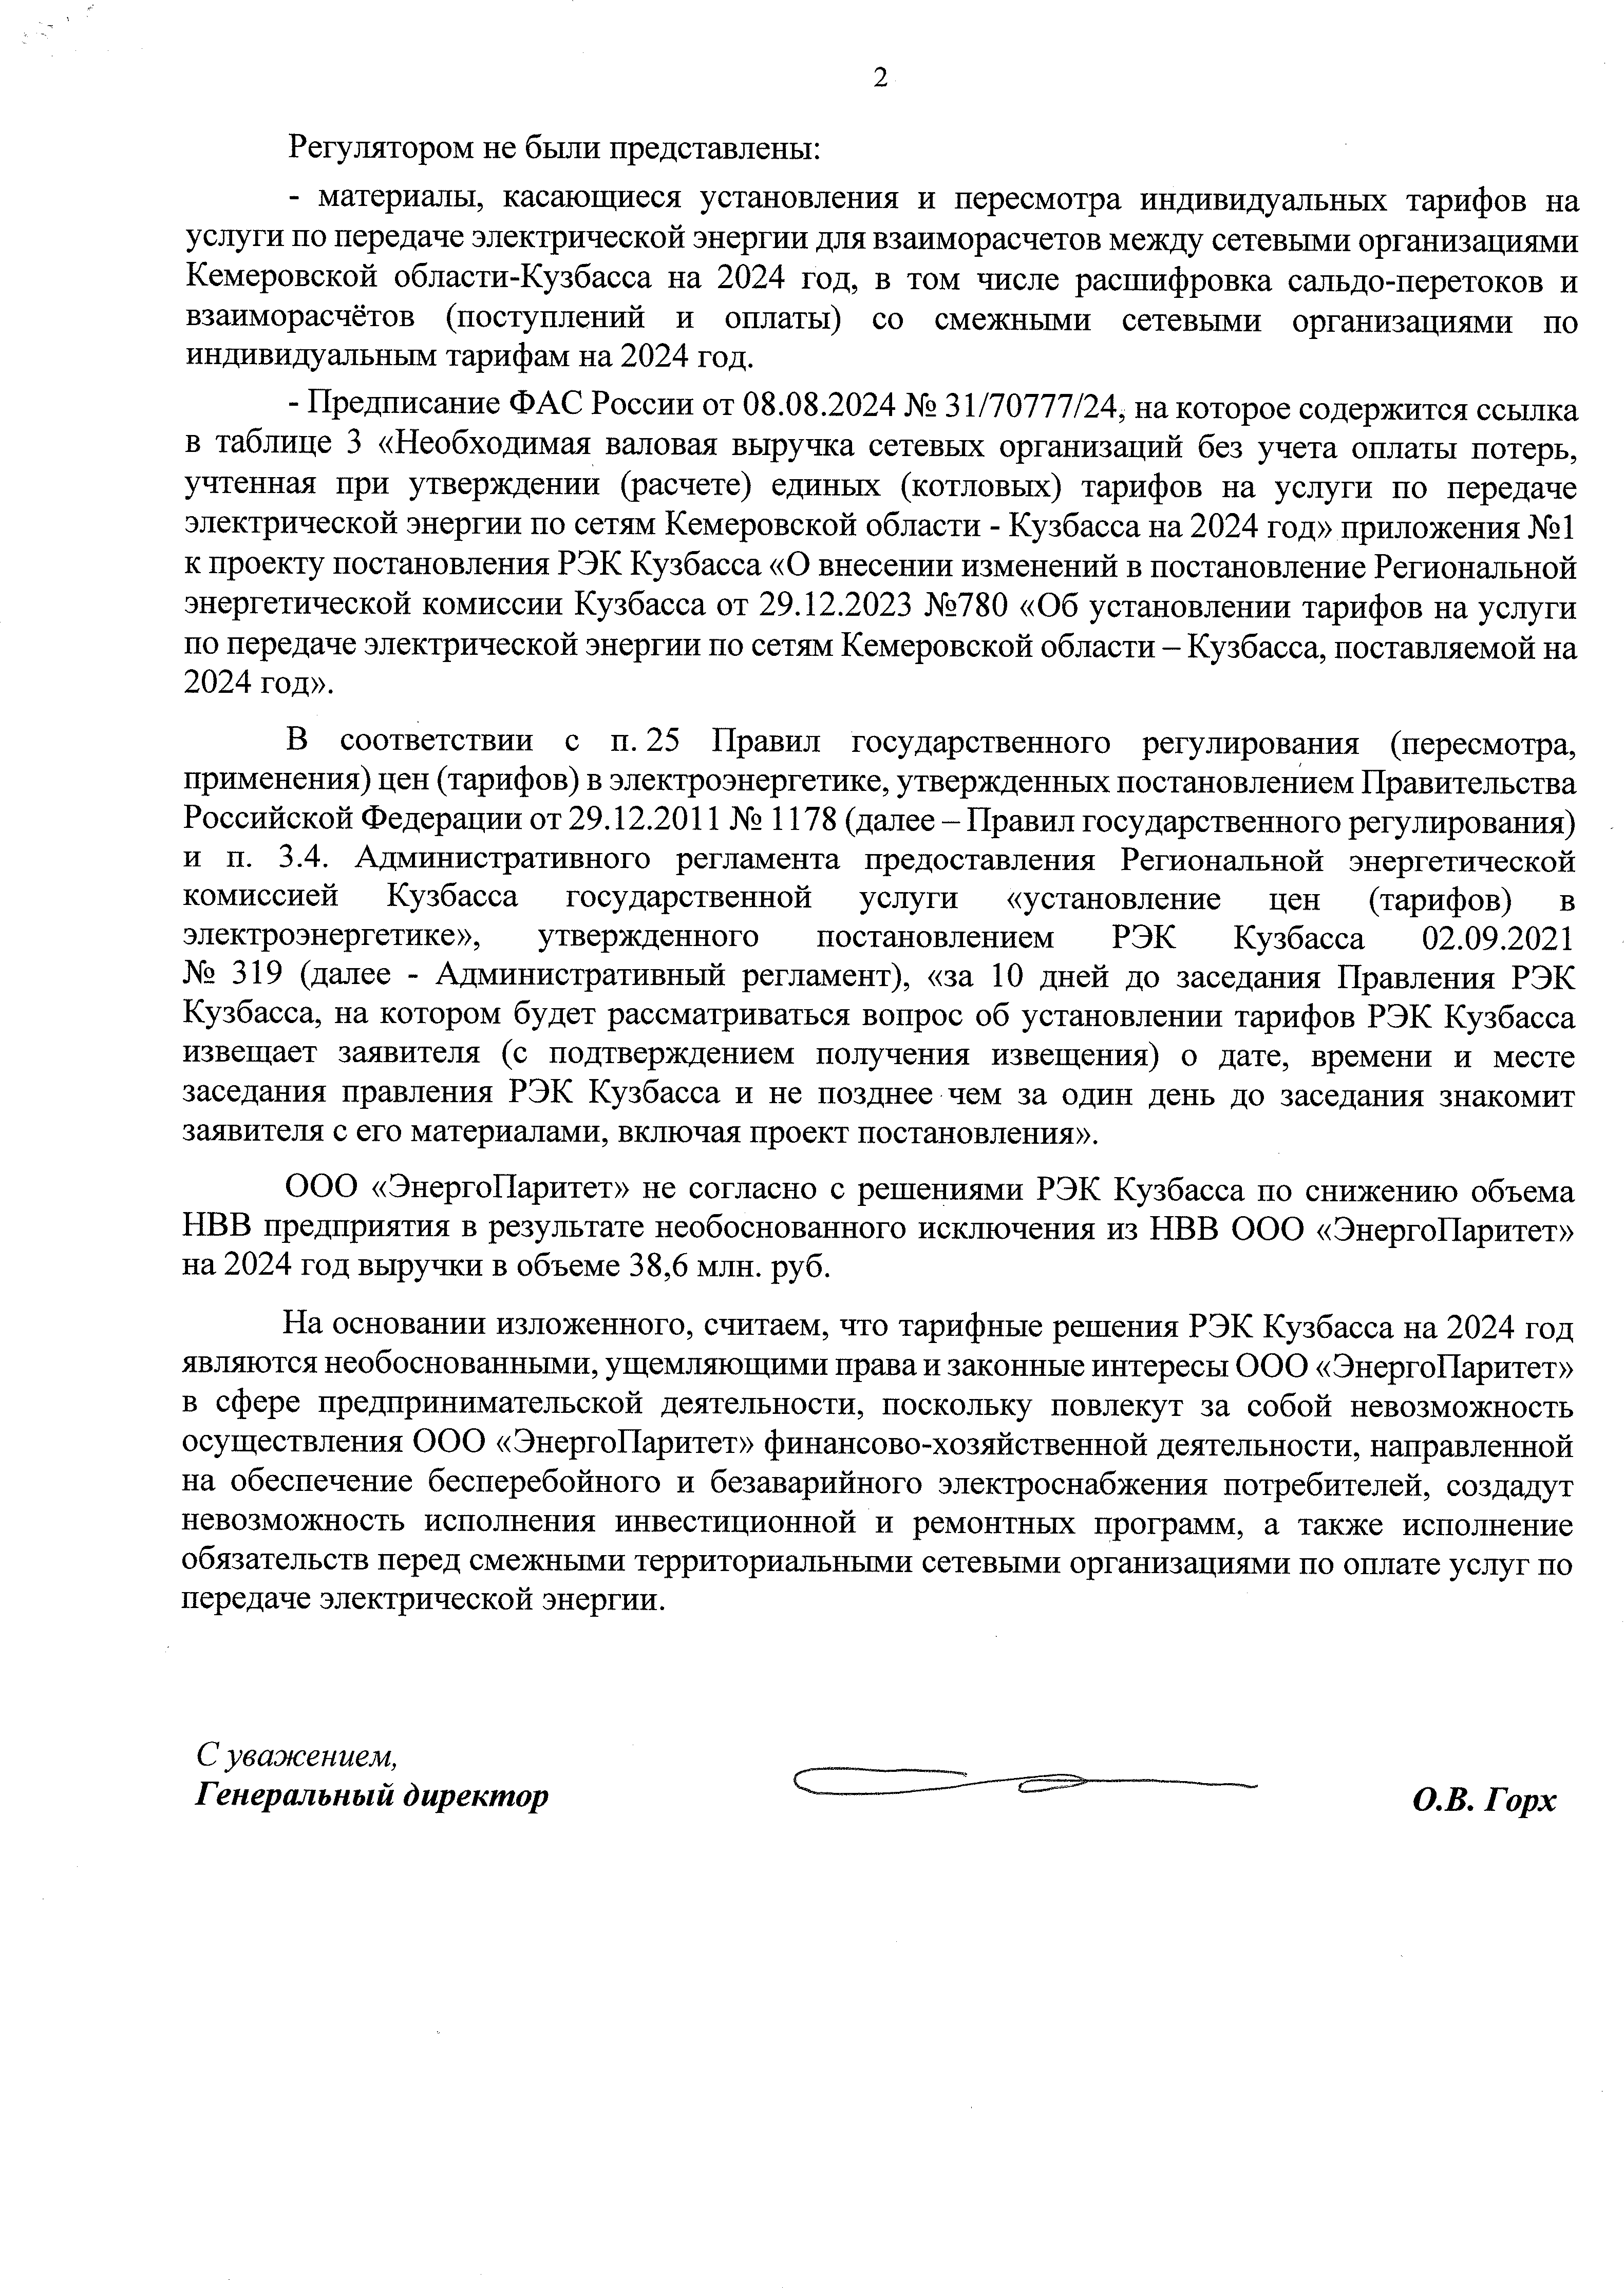 2
Регулятором не были представлены:
- материалы, касающиеся установления и пересмотра индивидуальных тарифов на
услуги по передаче электрической энергии для взаиморасчетов между сетевыми организациями
Кемеровской области-Кузбасса на 2024 год, в том числе расшифровка сальдо-перетоков и
взаиморасчётов (поступлений и оплаты) со смежными сетевыми организациями по
индивидуальным тарифам на 2024 год.
- Предписание ФАС России от 08.08.2024 № 31/70777/24, на которое содержится ссылка
в таблице 3 «Необходимая валовая выручка сетевых организаций без учета оплаты потерь,
учтенная при утверждении (расчете) единых (котловых) тарифов на услуги по передаче
электрической энергии по сетям Кемеровской области - Кузбасса на 2024 год» приложения №1
к проекту постановления РЭК Кузбасса «О внесении изменений в постановление Региональной
энергетической комиссии Кузбасса от 29.12.2023 №780 «Об установлении тарифов на услуги
по передаче электрической энергии по сетям Кемеровской области – Кузбасса, поставляемой на
2024 год».
В соответствии с п. 25 Правил государственного регулирования (пересмотра,
применения) цен (тарифов) в электроэнергетике, утвержденных постановлением Правительства
Российской Федерации от 29.12.2011 № 1178 (далее – Правил государственного регулирования)
и п. 3.4. Административного регламента предоставления Региональной энергетической
комиссией Кузбасса государственной услуги «установление цен (тарифов) в
электроэнергетике», утвержденного постановлением РЭК Кузбасса 02.09.2021
№ 319 (далее - Административный регламент), «за 10 дней до заседания Правления РЭК
Кузбасса, на котором будет рассматриваться вопрос об установлении тарифов РЭК Кузбасса
извещает заявителя (с подтверждением получения извещения) о дате, времени и месте
заседания правления РЭК Кузбасса и не позднее чем за один день до заседания знакомит
заявителя с его материалами, включая проект постановления».
ООО «ЭнергоПаритет» не согласно с решениями РЭК Кузбасса по снижению объема
НВВ предприятия в результате необоснованного исключения из НВВ ООО «ЭнергоПаритет»
на 2024 год выручки в объеме 38,6 млн. руб.
На основании изложенного, считаем, что тарифные решения РЭК Кузбасса на 2024 год
являются необоснованными, ущемляющими права и законные интересы ООО «ЭнергоПаритет»
в сфере предпринимательской деятельности, поскольку повлекут за собой невозможность
осуществления ООО «ЭнергоПаритет» финансово-хозяйственной деятельности, направленной
на обеспечение бесперебойного и безаварийного электроснабжения потребителей, создадут
невозможность исполнения инвестиционной и ремонтных программ, а также исполнение
обязательств перед смежными территориальными сетевыми организациями по оплате услуг по
передаче электрической энергии.
С уважением,
Генеральный директор О.В. Горх